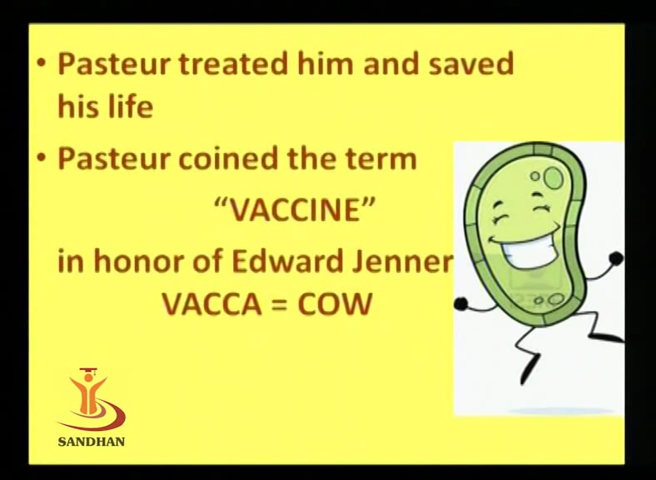 • Pasteur treated him and saved
his life
• Pasteur coined the term
“VACCINE”
in honor of Edward Jenner
VACCA = COW
SANDHAN